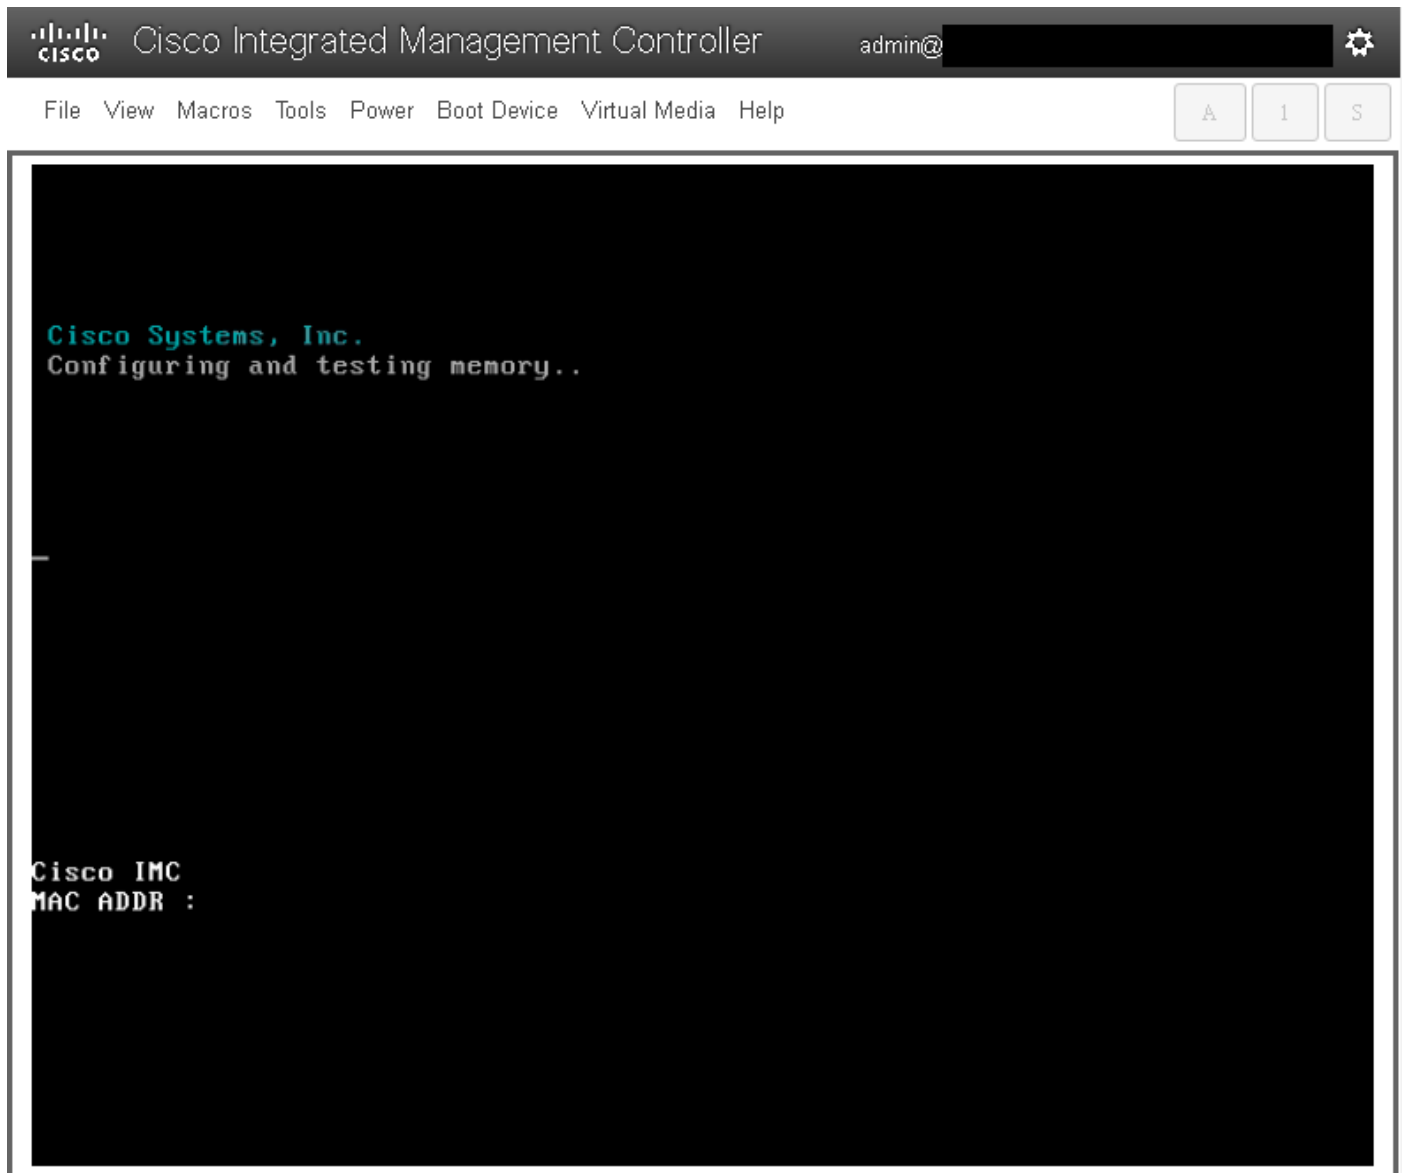 CISCO Cisco Integrated Management Controller admin@
File View Macros Tools Power Boot Device Virtual Media Help A 1 S
Cisco Systems, Inc.
Configuring and testing memory..
Cisco IMC
MAC ADDR :